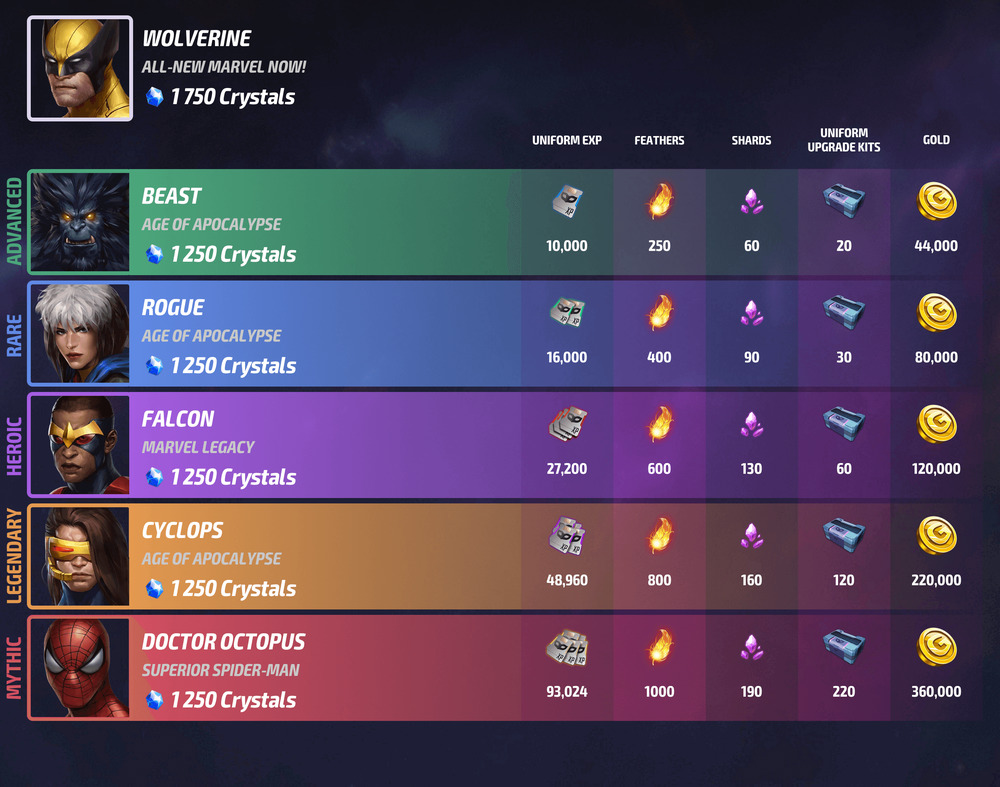 WOLVERINE
ALL-NEW MARVEL NOW!
1 750 Crystals
UNIFORM EXP
FEATHERS
SHARDS
UNIFORM
UPGRADE KITS
GOLD
ADVANCED
BEAST
AGE OF APOCALYPSE
1 250 Crystals
10,000
250
60
20
44,000
RARE
ROGUE
AGE OF APOCALYPSE
1 250 Crystals
16,000
400
90
30
80,000
HEROIC
FALCON
MARVEL LEGACY
1 250 Crystals
27,200
600
130
60
120,000
LEGENDARY
CYCLOPS
AGE OF APOCALYPSE
1 250 Crystals
48,960
800
160
120
220,000
MYTHIC
DOCTOR OCTOPUS
SUPERIOR SPIDER-MAN
1 250 Crystals
93,024
1000
190
220
360,000